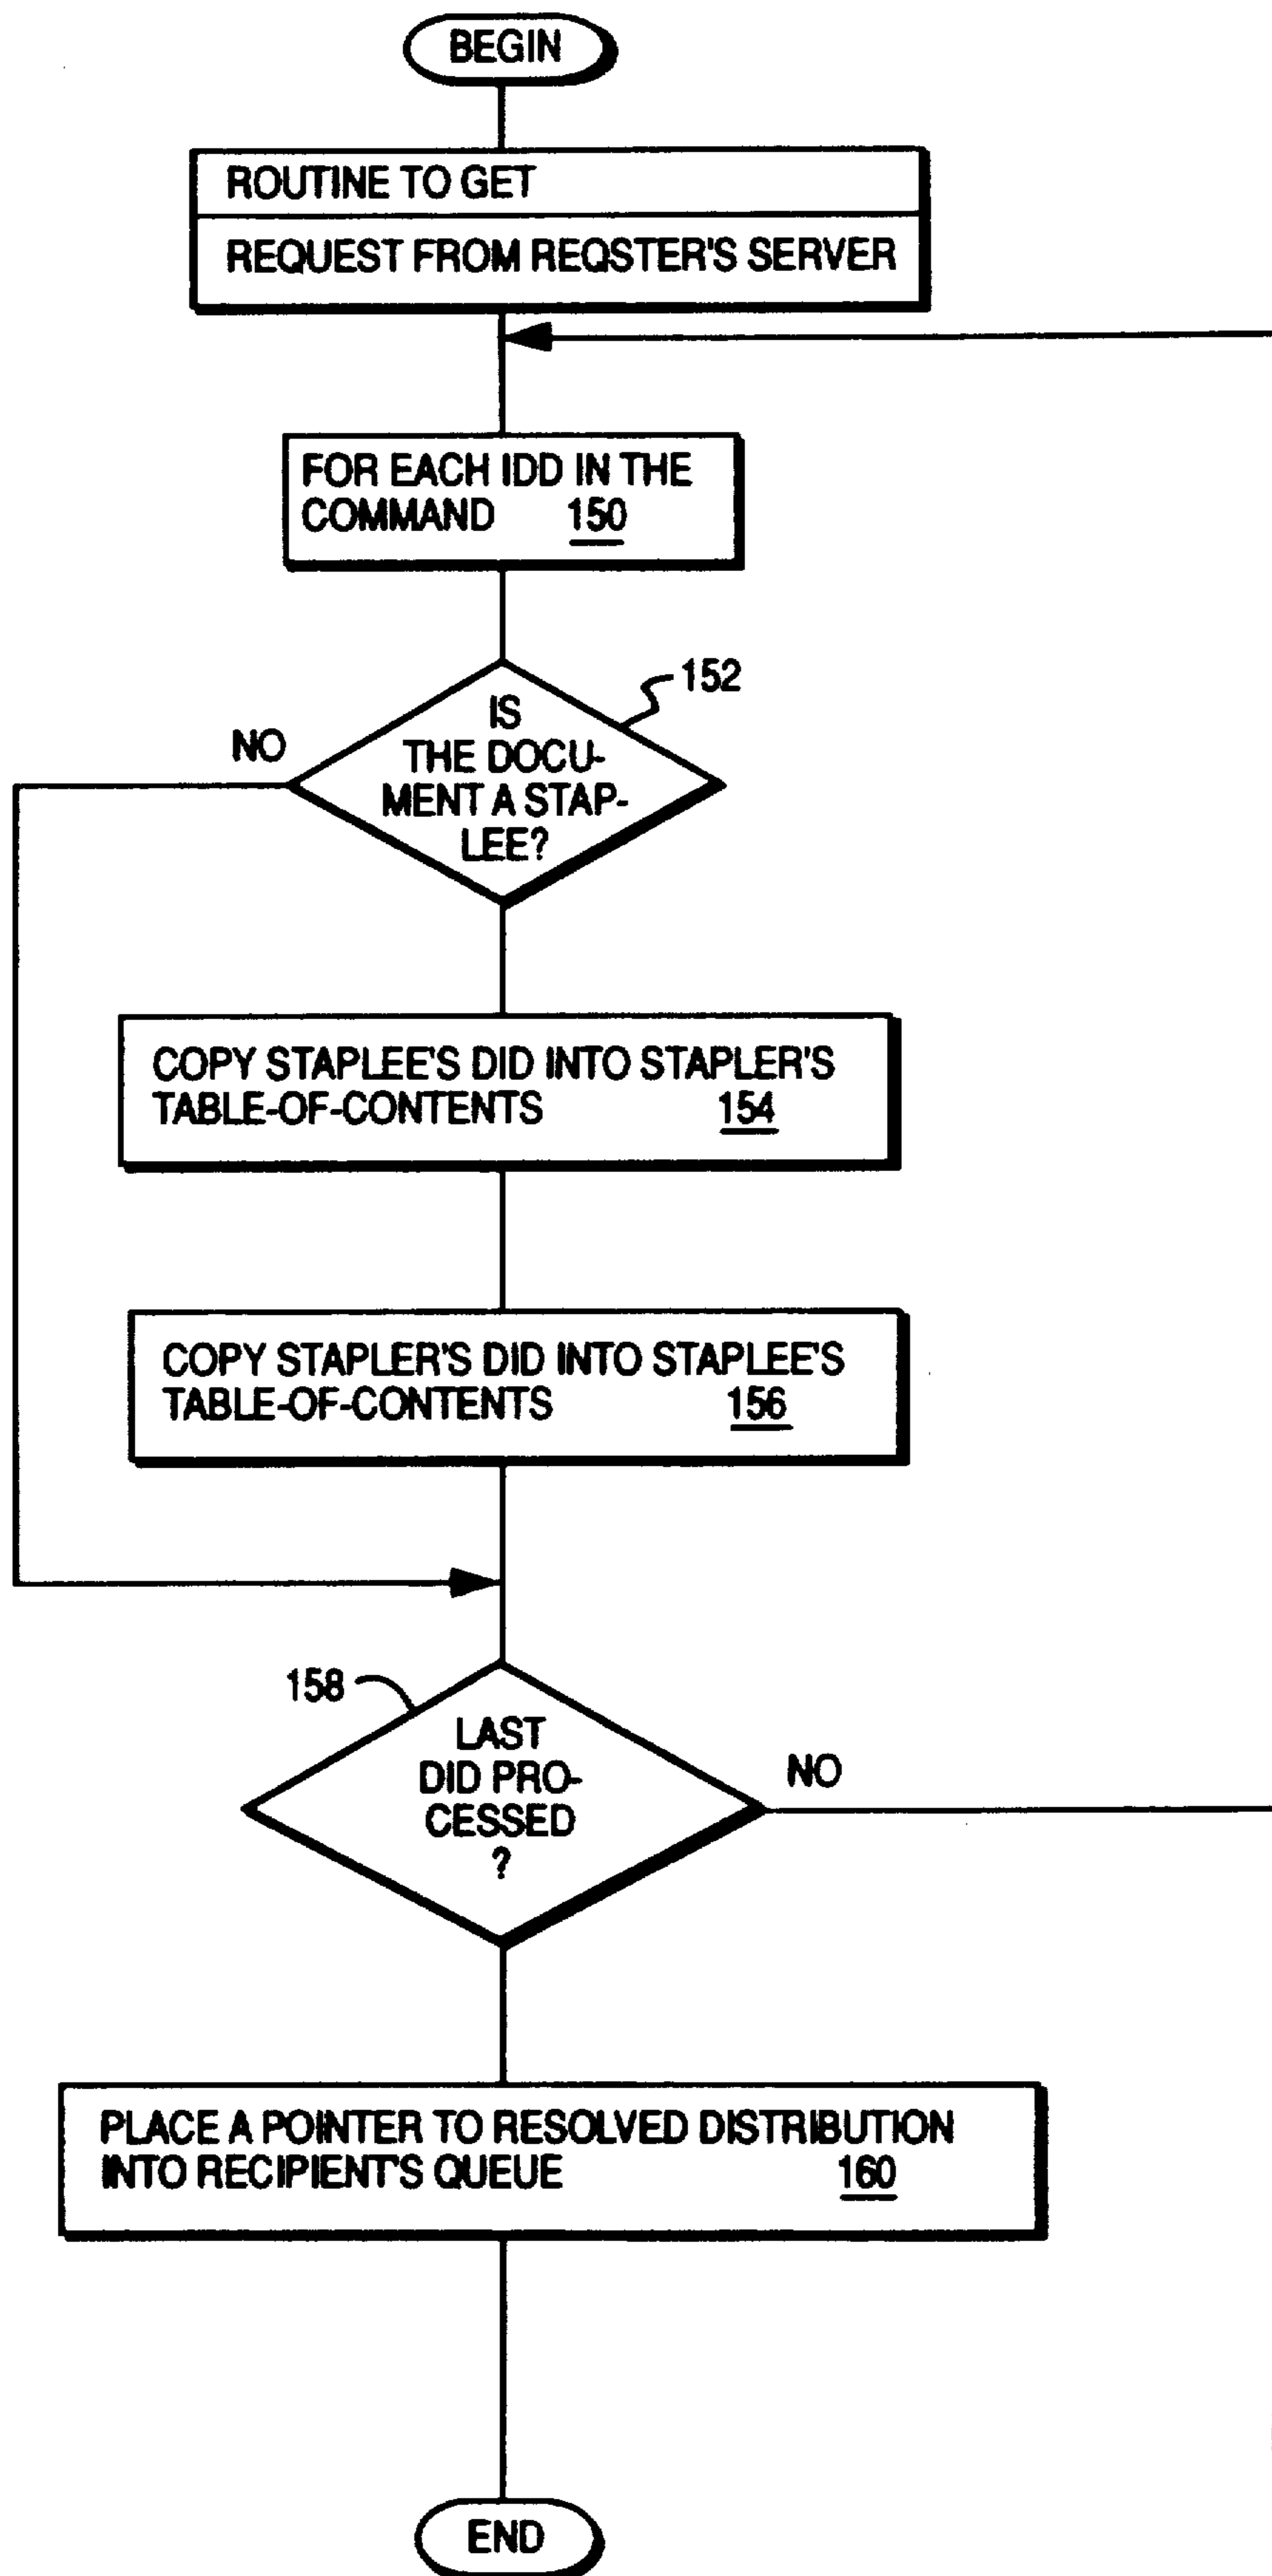 BEGIN
ROUTINE TO GET
REQUEST FROM REQSTER'S SERVER
FOR EACH IDD IN THE
COMMAND 150
152
NO
IS
THE DOCU-
MENT A STAP-
LEE?
COPY STAPLEE'S DID INTO STAPLER'S
TABLE-OF-CONTENTS 154
COPY STAPLER'S DID INTO STAPLEE'S
TABLE-OF-CONTENTS 156
158
LAST
DID PRO-
CESSED
?
NO
PLACE A POINTER TO RESOLVED DISTRIBUTION
INTO RECIPIENT'S QUEUE 160
END